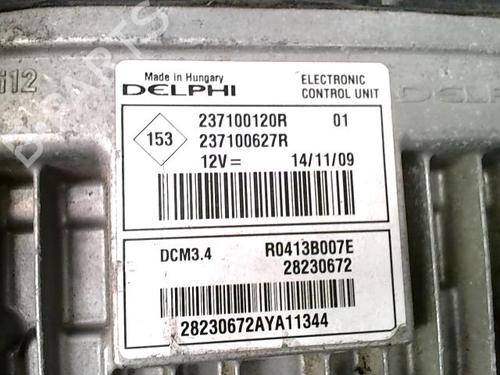 Made in Hungary
DELPHI
ELECTRONIC
CONTROL UNIT
153
237100120R 01
237100627R
12V= 14/11/09
DCM3.4 R0413B007E
28230672
28230672AYA11344